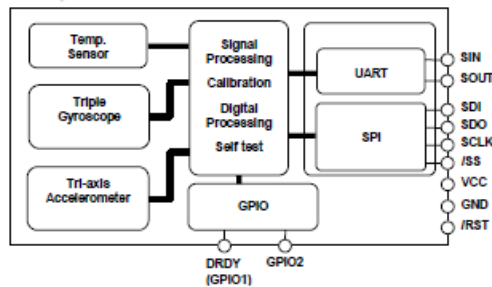 Temp.
Sensor
Triple
Gyroscope
Tri-axis
Accelerometer
Signal
Processing
Calibration
Digital
Processing
Self test
UART
SPI
GPIO
SIN
SOUT
SDI
SDO
SCLK
/SS
VCC
GND
/RST
DRDY
(GPIO1)
GPIO2